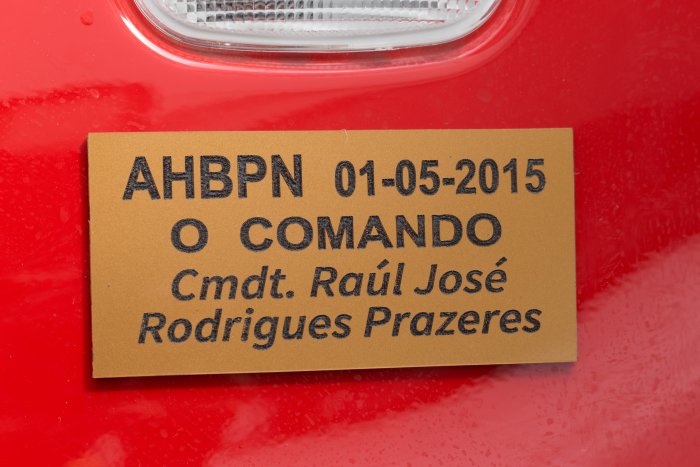 AHBPN 01-05-2015
O COMANDO
Cmdt. Raúl José
Rodrigues Prazeres